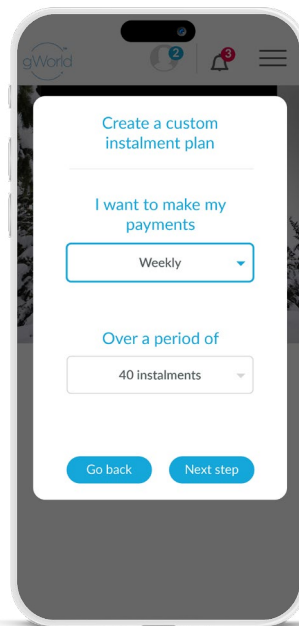 gWorld
2
3
Create a custom
instalment plan
I want to make my
payments
Weekly
Over a period of
40 instalments
Go back Next step